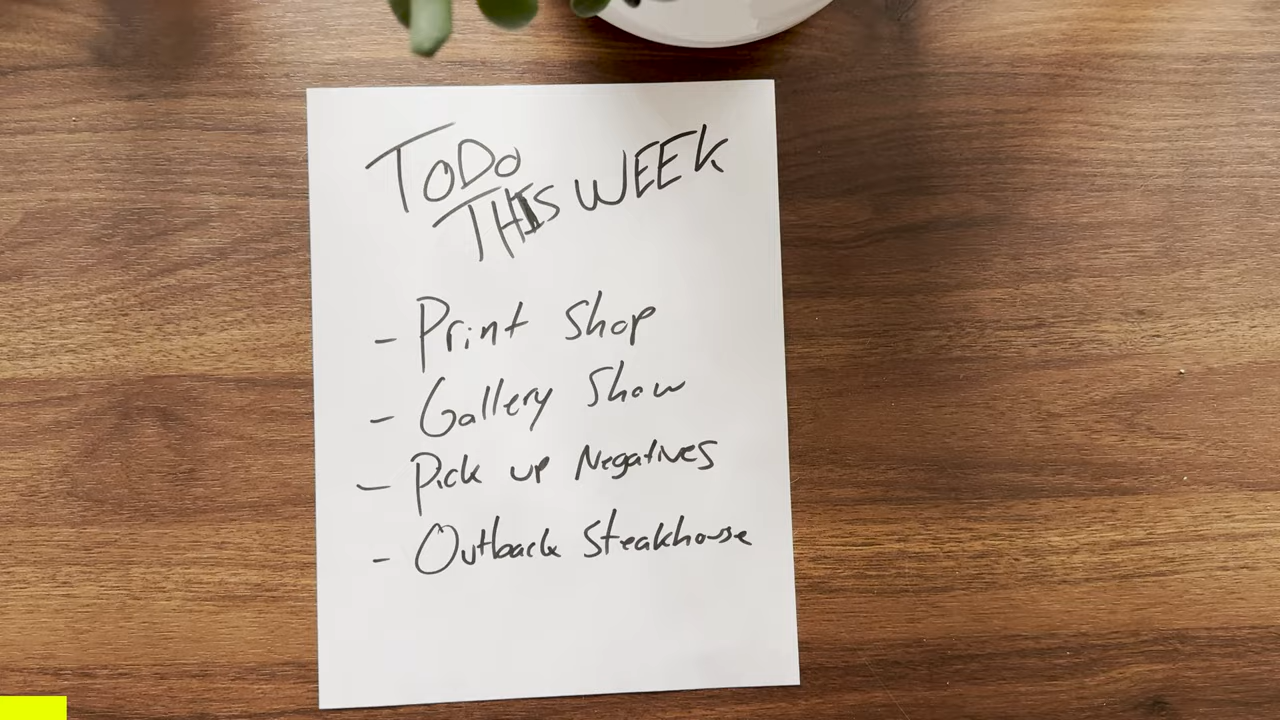 ToDo
THIS WEEK
- Print Shop
- Gallery Show
- Pick up Negatives
- Outback Steakhouse